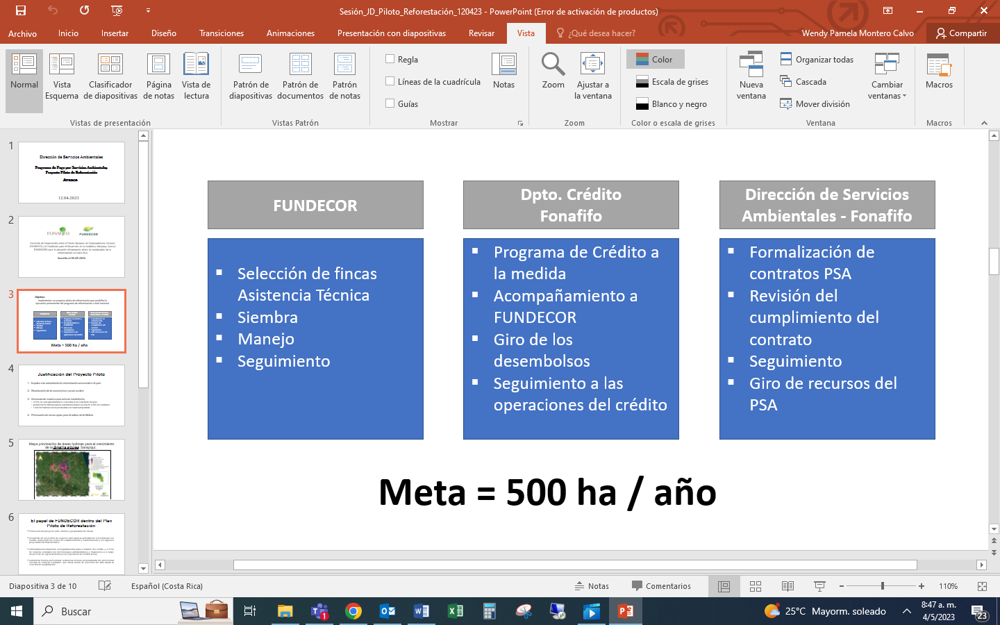 Sesión_JD_Piloto_Reforestación_120423 - PowerPoint (Error de activación de productos)
Archivo Inicio Insertar Diseño Transiciones Animaciones Presentación con diapositivas Revisar Vista ¿Qué desea hacer? Wendy Pamela Montero Calvo Compartir
Normal
Vista Esquema
Clasificador de diapositivas
Página de notas
Vista de lectura
Vistas de presentación
Patrón de diapositivas
Patrón de documentos
Patrón de notas
Vistas Patrón
Regla
Líneas de la cuadrícula
Guías
Notas
Mostrar
Zoom
Ajustar a la ventana
Zoom
Color
Escala de grises
Blanco y negro
Color o escala de grises
Nueva ventana
Organizar todas
Cascada
Mover división
Cambiar ventanas
Ventana
Macros
Macros
1
Dirección de Servicios Ambientales
Programa de Pago por Servicios Ambientales,
Proyecto Piloto de Reforestación
Avance
12.04.2023
2
FONAFIFO FUNDECOR
3
Objetivo:
Meta = 500 ha / año
4
Justificación del Proyecto Piloto
5
Mapa priorización de áreas óptimas para el crecimiento
de la Gmelina arborea, Sarapiquí.
6
El papel de FUNDECOR dentro del Plan
Piloto de Reforestación
FUNDECOR
Selección de fincas
Asistencia Técnica
Siembra
Manejo
Seguimiento
Dpto. Crédito
Fonafifo
Programa de Crédito a
la medida
Acompañamiento a
FUNDECOR
Giro de los
desembolsos
Seguimiento a las
operaciones del crédito
Dirección de Servicios
Ambientales - Fonafifo
Formalización de
contratos PSA
Revisión del
cumplimiento del
contrato
Seguimiento
Giro de recursos del
PSA
Meta = 500 ha / año
Diapositiva 3 de 10 Español (Costa Rica) Notas Comentarios 110%
Buscar
1
25°C Mayorm. soleado
8:47 a. m.
4/5/2023
23